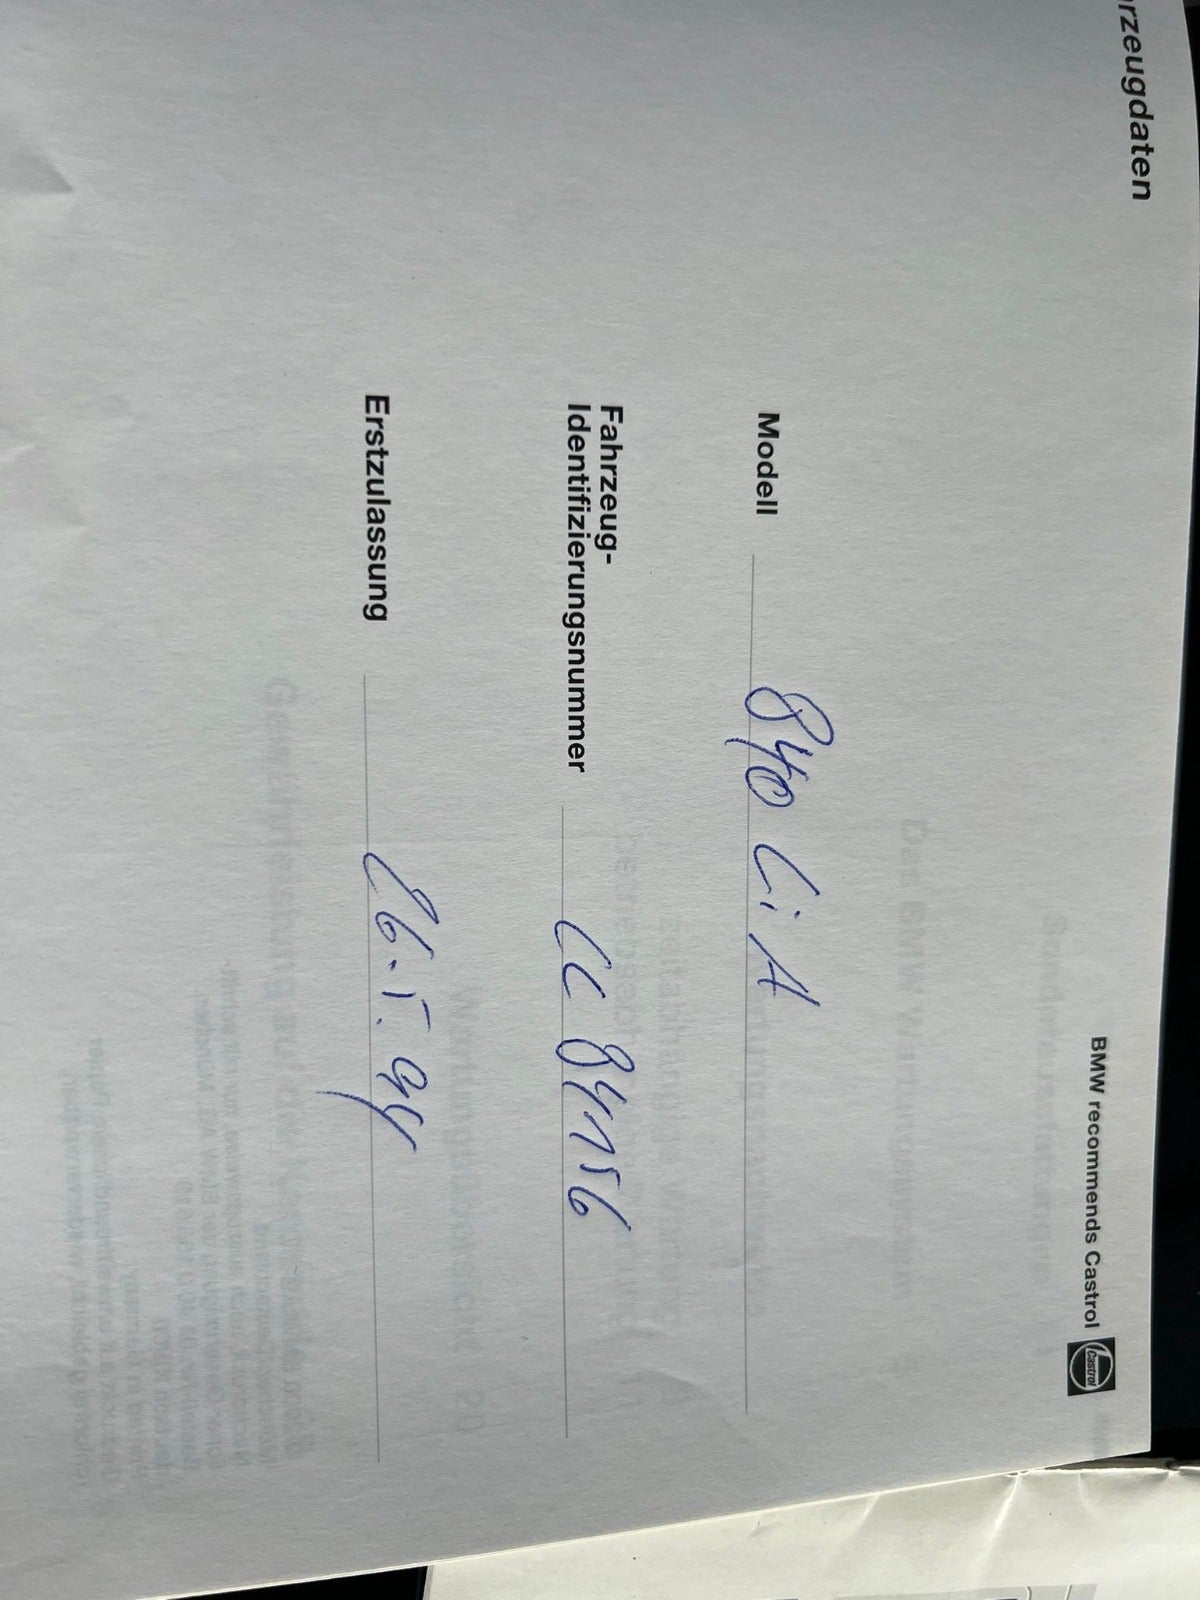 rzeugdaten
BMW recommends Castrol
Castrol
Modell 840 Ci A
Fahrzeug-
Identifizierungsnummer CC 84156
Erstzulassung 26.5.94